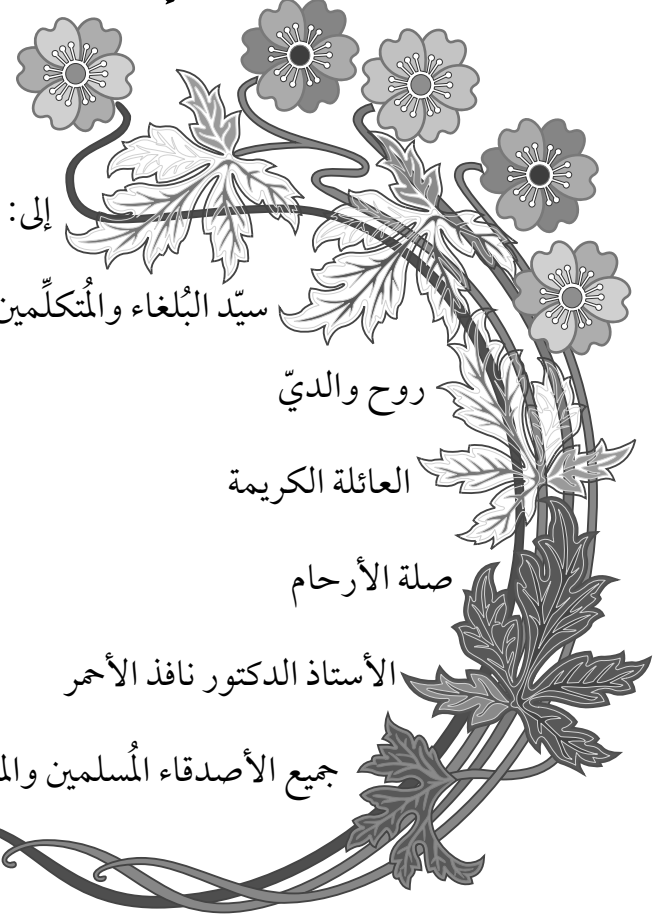 إلى:
سيّد البُلغاء والمُتكلِّمين
روح والديّ
العائلة الكريمة
صلة الأرحام
الأستاذ الدكتور نافذ الأحمر
جميع الأصدقاء المُسلمين